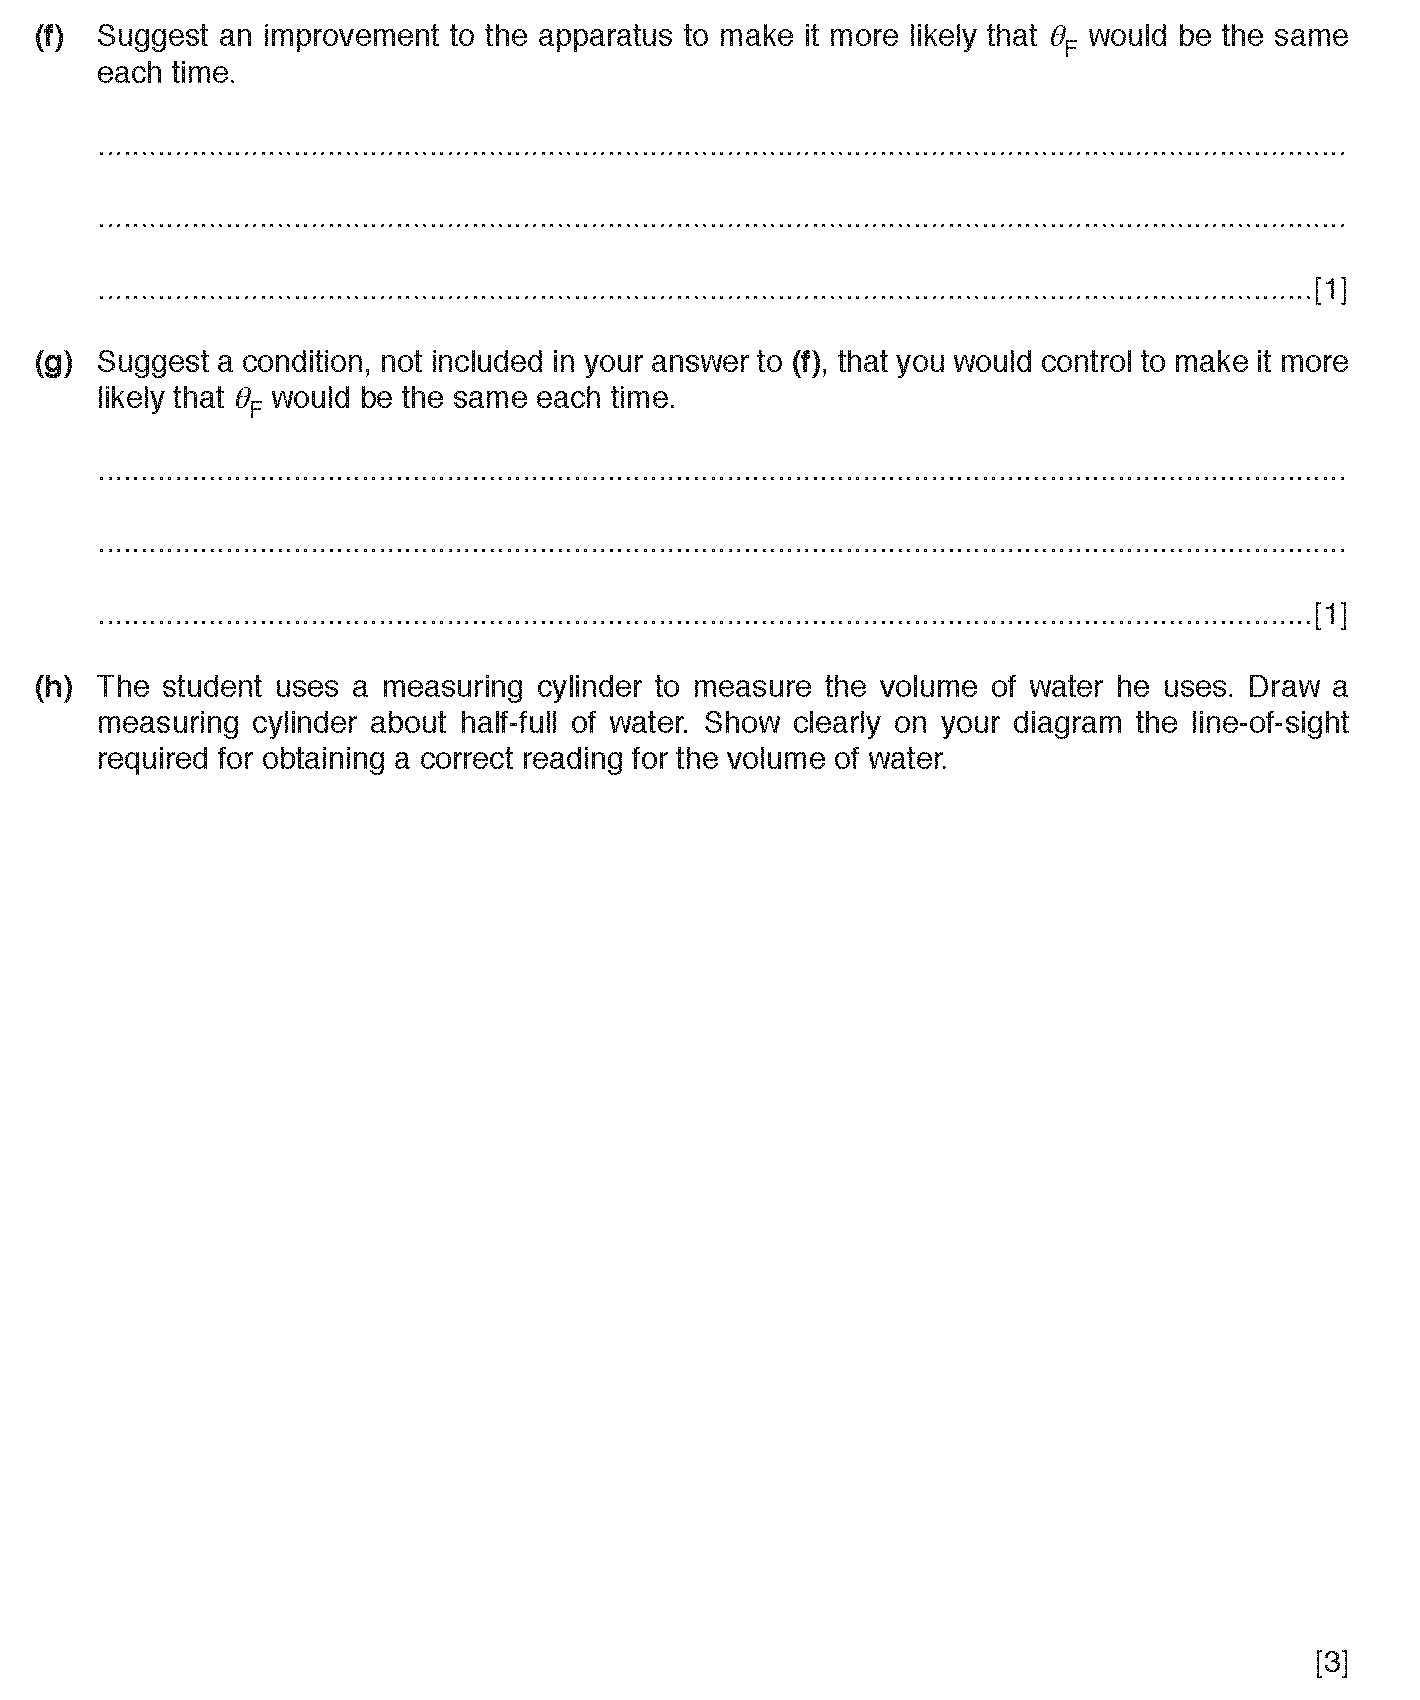 (f) Suggest an improvement to the apparatus to make it more likely that θF would be the same
each time.
..........................................................................................................................................................
..........................................................................................................................................................
......................................................................................................................................................[1]
(g) Suggest a condition, not included in your answer to (f), that you would control to make it more
likely that θF would be the same each time.
..........................................................................................................................................................
..........................................................................................................................................................
......................................................................................................................................................[1]
(h) The student uses a measuring cylinder to measure the volume of water he uses. Draw a
measuring cylinder about half-full of water. Show clearly on your diagram the line-of-sight
required for obtaining a correct reading for the volume of water.
[3]